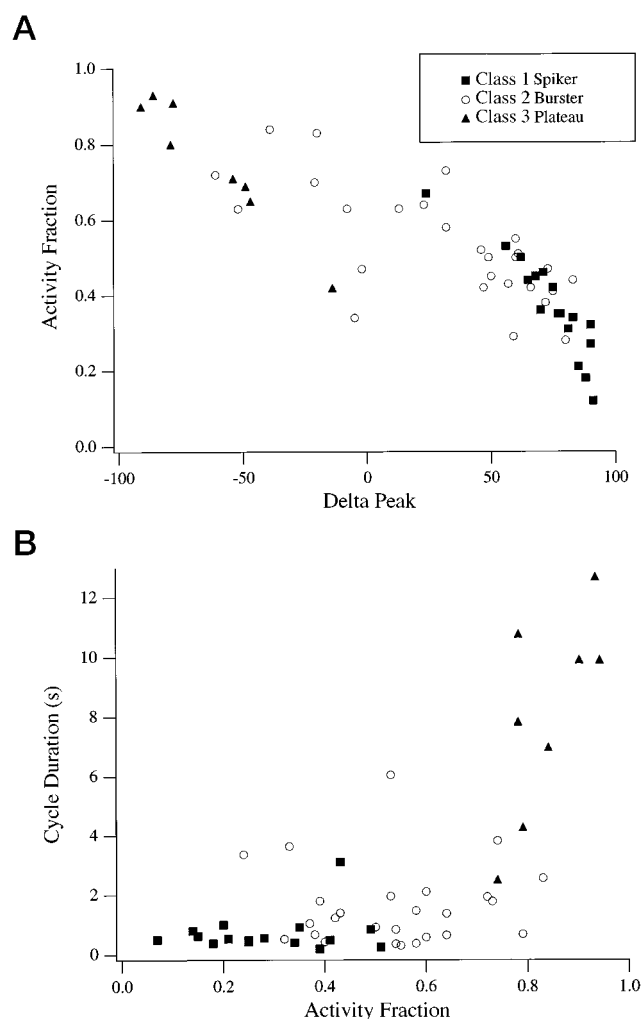 A
Class 1 Spiker
Class 2 Burster
Class 3 Plateau
1.0
0.8
0.6
0.4
0.2
0.0
Activity Fraction
-100 -50 0 50 100
Delta Peak
B
12
10
8
6
4
2
0
Cycle Duration (s)
0.0 0.2 0.4 0.6 0.8 1.0
Activity Fraction